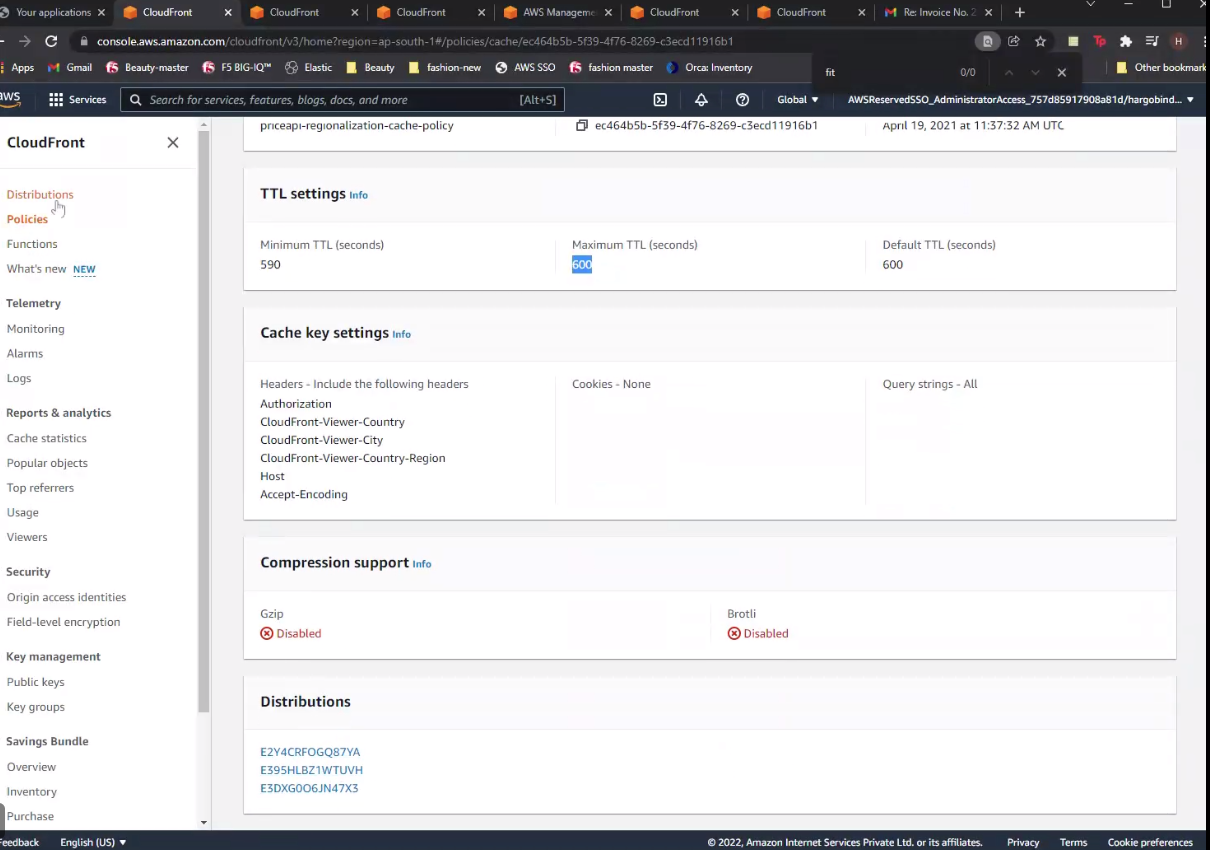 Your applications
CloudFront
CloudFront
CloudFront
AWS Manageme
CloudFront
CloudFront
Re: Invoice No. 2
console.aws.amazon.com/cloudfront/v3/home?region=ap-south-1#/policies/cache/ec464b5b-5f39-4f76-8269-c3ecd11916b1
Tp
H
Apps Gmail Beauty-master F5 BIG-IQ™ Elastic Beauty fashion-new AWS SSO fashion master Orca: Inventory Other bookmark
fit 0/0
aws Services Search for services, features, blogs, docs, and more [Alt+S] Global AWSReservedSSO_AdministratorAccess_757d85917908a81d/hargobind...
CloudFront
Distributions
Policies
Functions
What's new NEW
Telemetry
Monitoring
Alarms
Logs
Reports & analytics
Cache statistics
Popular objects
Top referrers
Usage
Viewers
Security
Origin access identities
Field-level encryption
Key management
Public keys
Key groups
Savings Bundle
Overview
Inventory
Purchase
priceapi-regionalization-cache-policy ec464b5b-5f39-4f76-8269-c3ecd11916b1 April 19, 2021 at 11:37:32 AM UTC
TTL settings Info
Minimum TTL (seconds) Maximum TTL (seconds) Default TTL (seconds)
590 600 600
Cache key settings Info
Headers - Include the following headers Cookies - None Query strings - All
Authorization
CloudFront-Viewer-Country
CloudFront-Viewer-City
CloudFront-Viewer-Country-Region
Host
Accept-Encoding
Compression support Info
Gzip Brotli
Disabled Disabled
Distributions
E2Y4CRFOGQ87YA
E395HLBZ1WTUVH
E3DXG0O6JN47X3
Feedback English (US) © 2022, Amazon Internet Services Private Ltd. or its affiliates. Privacy Terms Cookie preferences